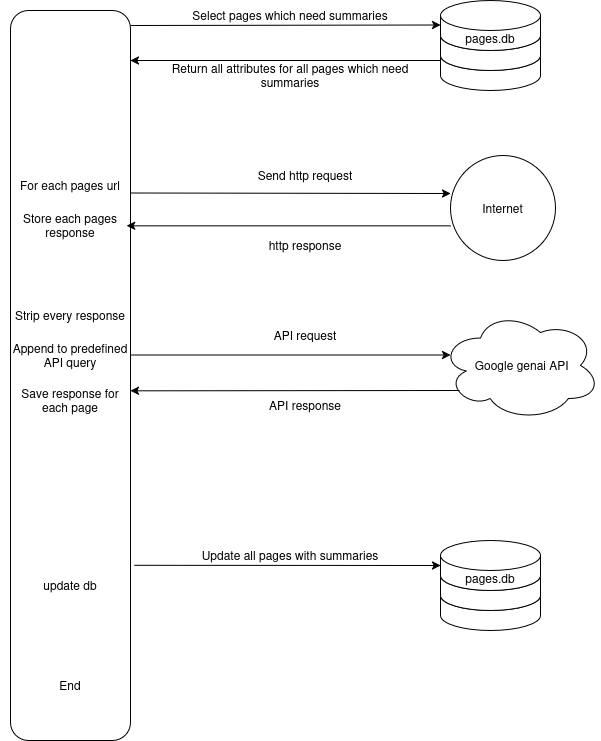 Select pages which need summaries
pages.db
Return all attributes for all pages which need
summaries
For each pages url
Send http request
Internet
Store each pages
response
http response
Strip every response
API request
Append to predefined
API query
Google genai API
Save response for
each page
API response
Update all pages with summaries
pages.db
update db
End